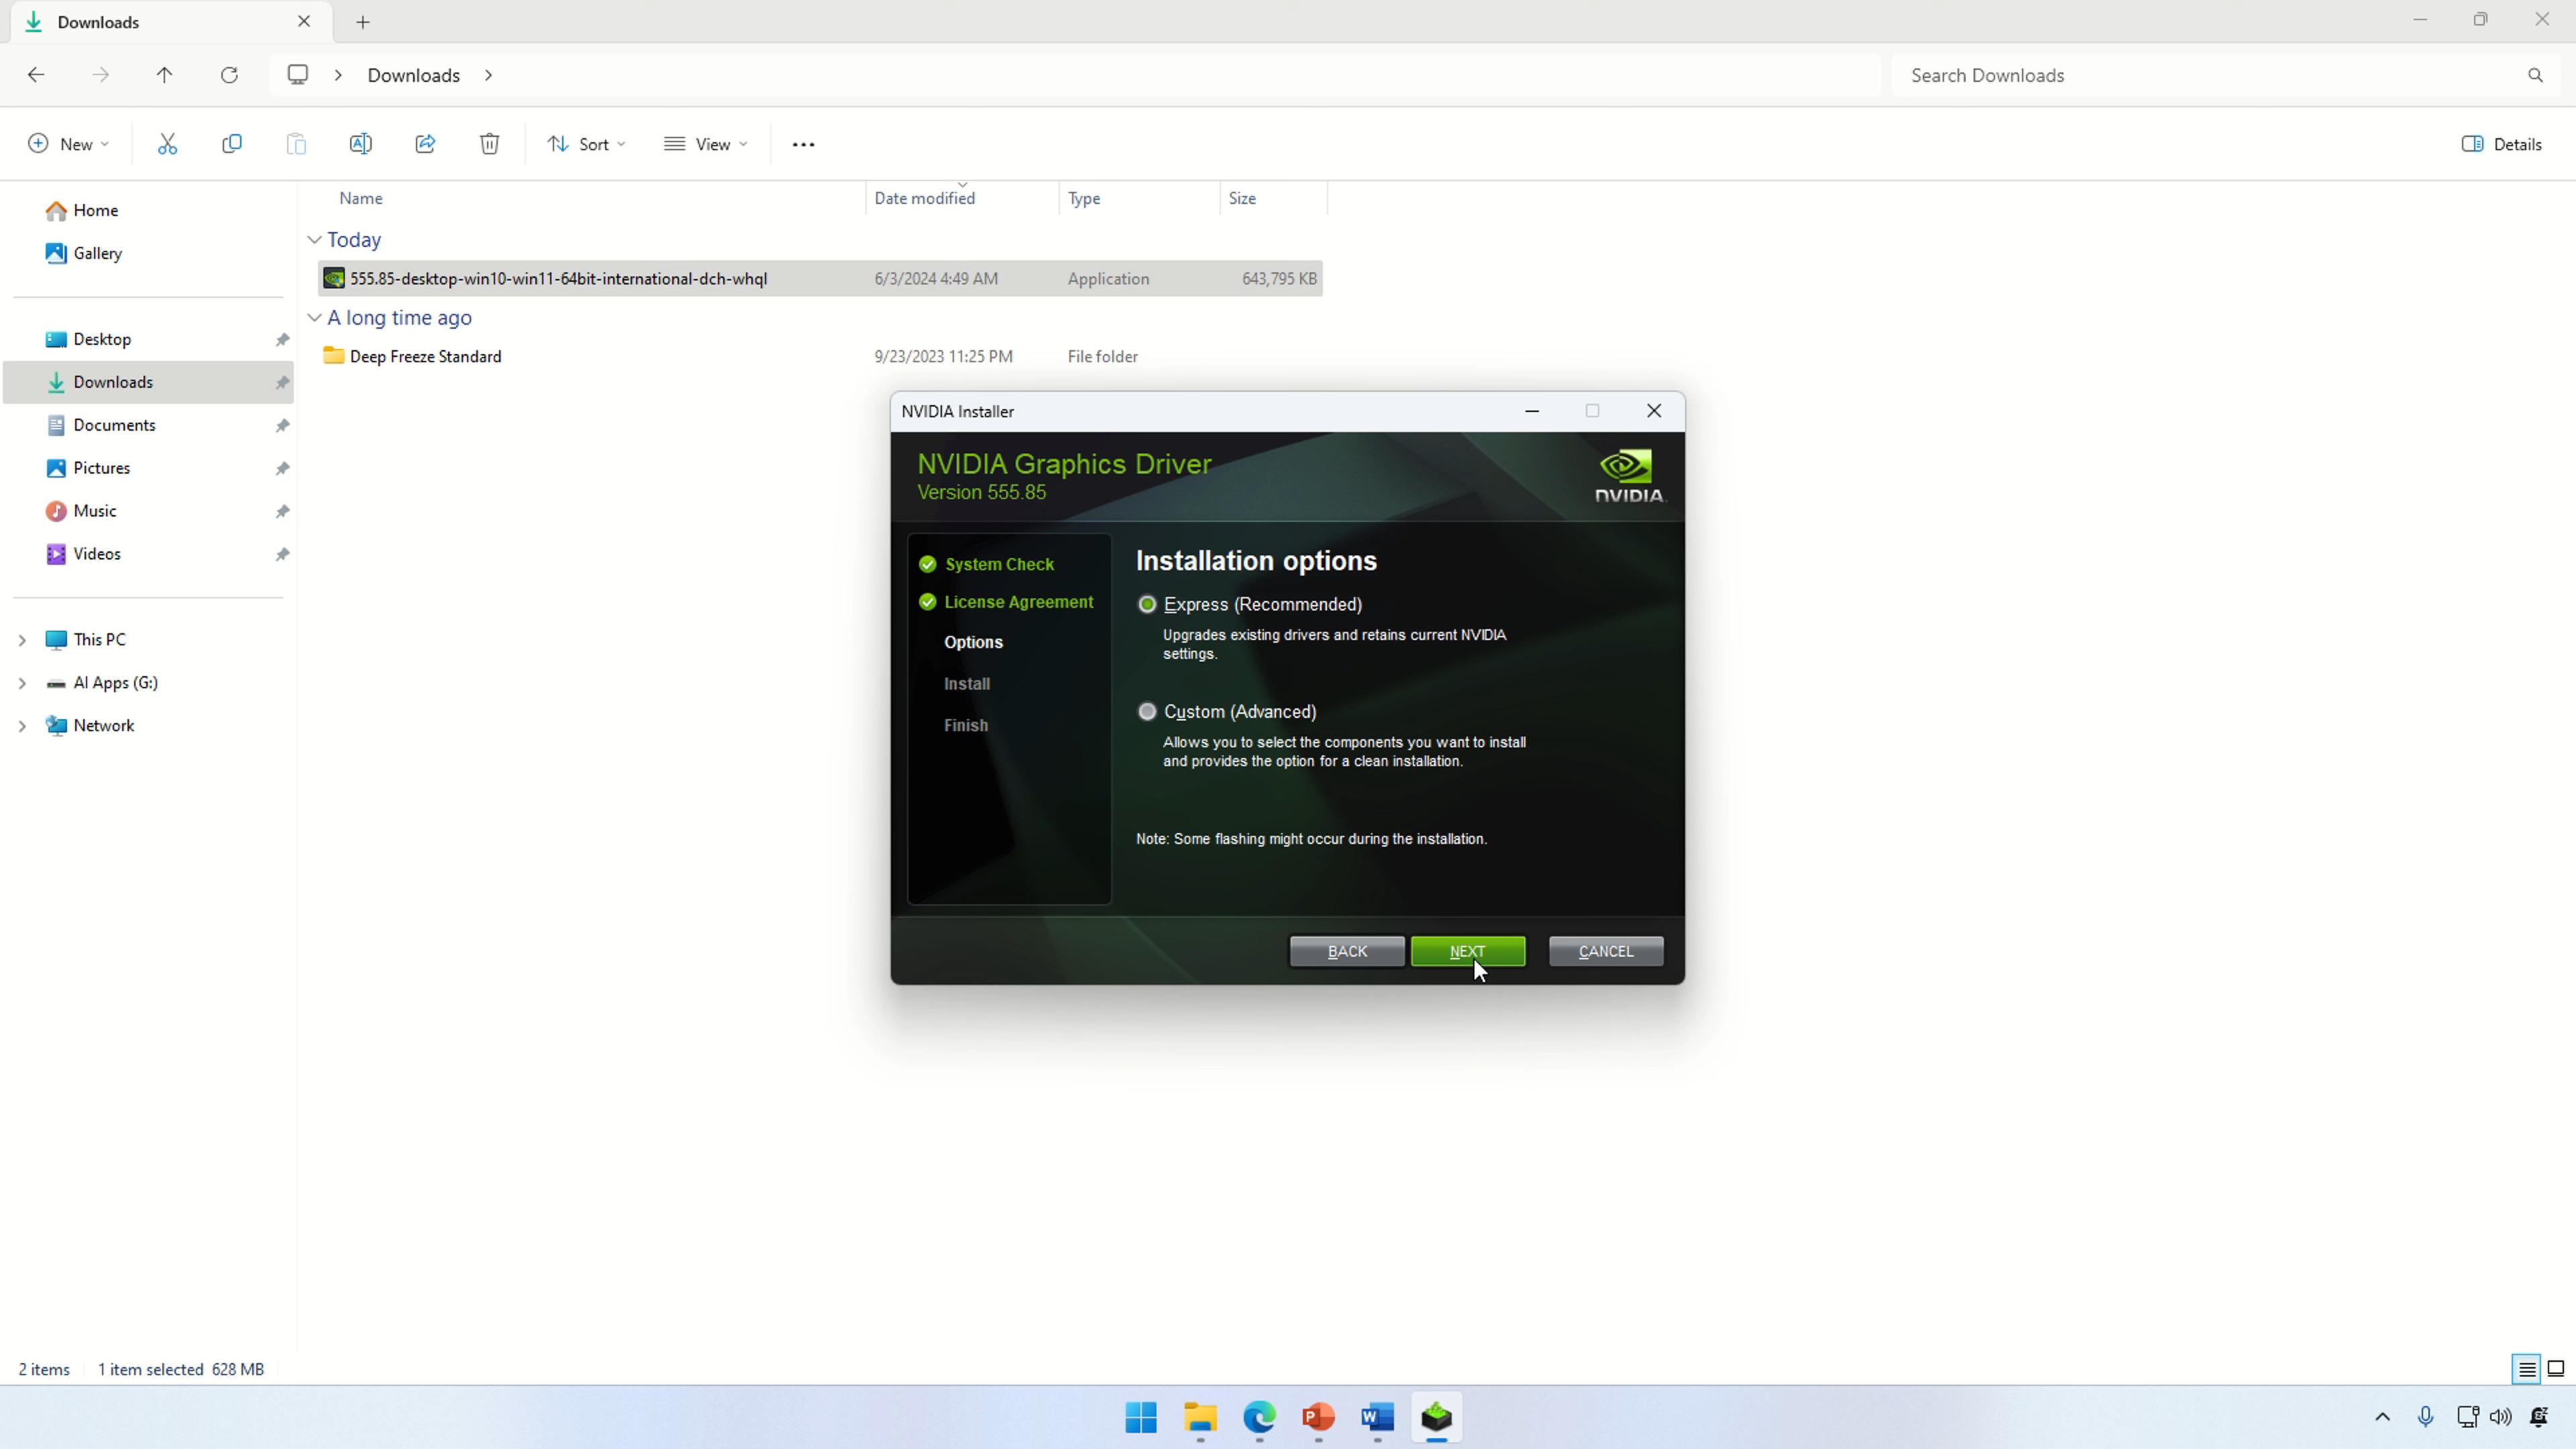 Downloads
Downloads
Search Downloads
New
Sort
View
Details
Home
Gallery
Desktop
Downloads
Documents
Pictures
Music
Videos
This PC
AI Apps (G:)
Network
Name Date modified Type Size
Today
555.85-desktop-win10-win11-64bit-international-dch-whql 6/3/2024 4:49 AM Application 643,795 KB
A long time ago
Deep Freeze Standard 9/23/2023 11:25 PM File folder
NVIDIA Installer
NVIDIA Graphics Driver
Version 555.85
NVIDIA.
System Check
License Agreement
Options
Install
Finish
Installation options
Express (Recommended)
Upgrades existing drivers and retains current NVIDIA
settings.
Custom (Advanced)
Allows you to select the components you want to install
and provides the option for a clean installation.
Note: Some flashing might occur during the installation.
BACK
NEXT
CANCEL
2 items 1 item selected 628 MB